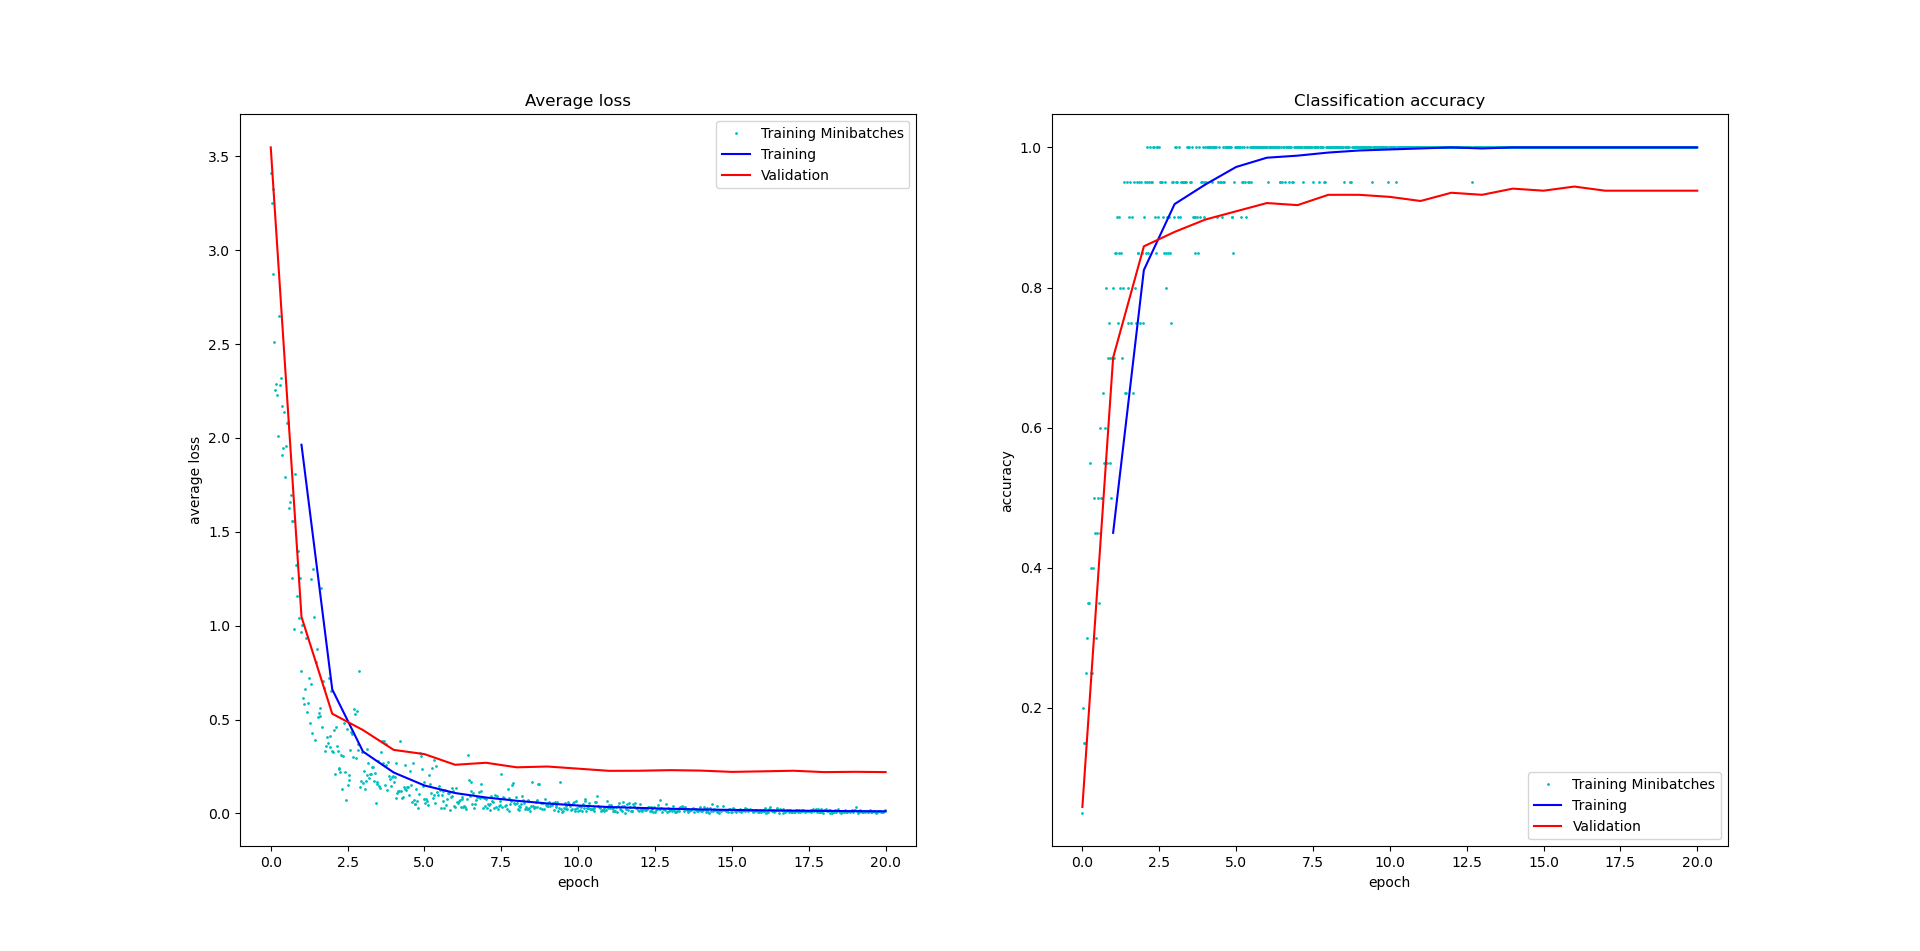 Average loss
Training Minibatches
Training
Validation
3.5
3.0
2.5
2.0
1.5
1.0
0.5
0.0
average loss
0.0 2.5 5.0 7.5 10.0 12.5 15.0 17.5 20.0
epoch
Classification accuracy
1.0
0.8
0.6
0.4
0.2
accuracy
Training Minibatches
Training
Validation
0.0 2.5 5.0 7.5 10.0 12.5 15.0 17.5 20.0
epoch